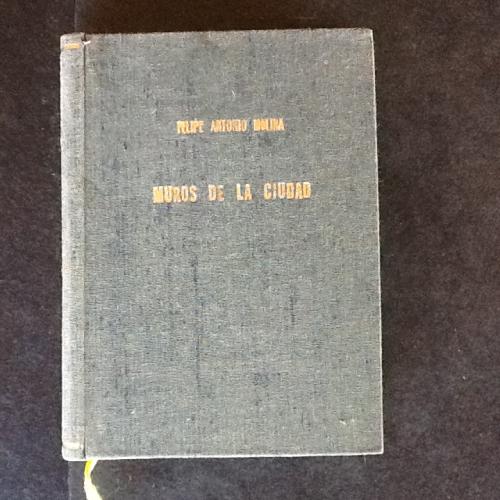 FELIPE ANTONIO MOLINA
MUROS DE LA CIUDAD